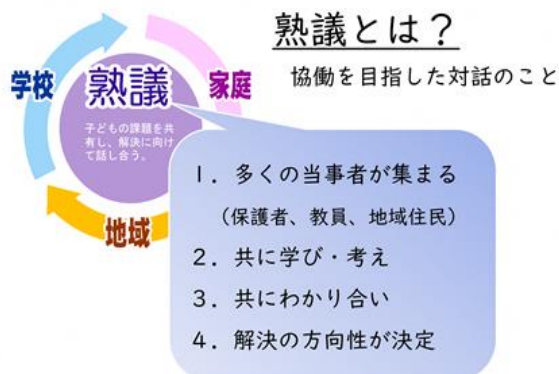 熟議とは？
協働を目指した対話のこと
学校
熟議
家庭
子どもの課題を共
有し、解決に向け
て話し合う。
地域
1．多くの当事者が集まる
（保護者、教員、地域住民）
2．共に学び・考え
3．共にわかり合い
4．解決の方向性が決定